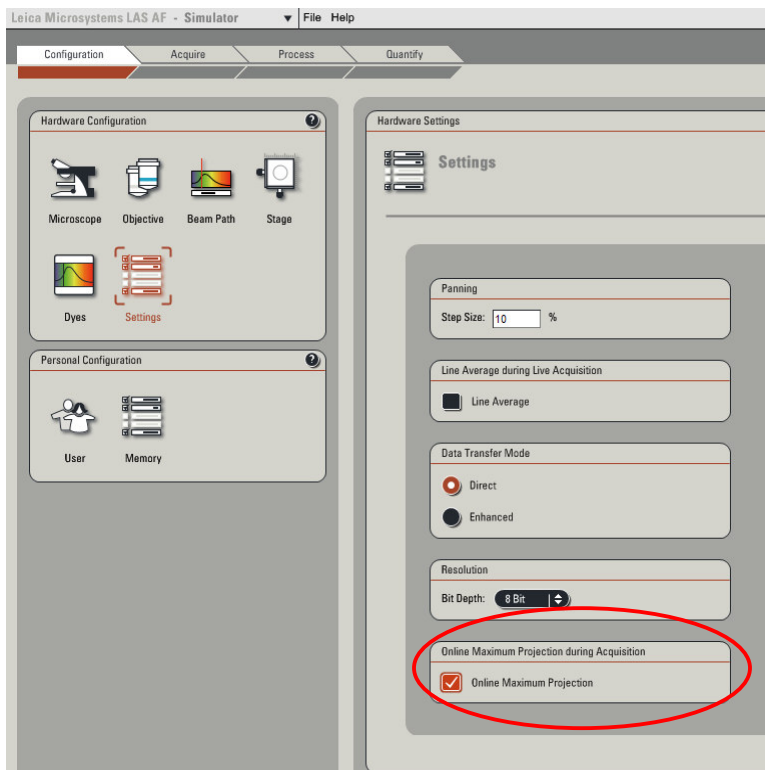 Leica Microsystems LAS AF - Simulator File Help
Configuration Acquire Process Quantify
Hardware Configuration
Microscope Objective Beam Path Stage
Dyes Settings
Personal Configuration
User Memory
Hardware Settings
Settings
Panning
Step Size: 10 %
Line Average during Live Acquisition
Line Average
Data Transfer Mode
Direct
Enhanced
Resolution
Bit Depth: 8 Bit
Online Maximum Projection during Acquisition
Online Maximum Projection